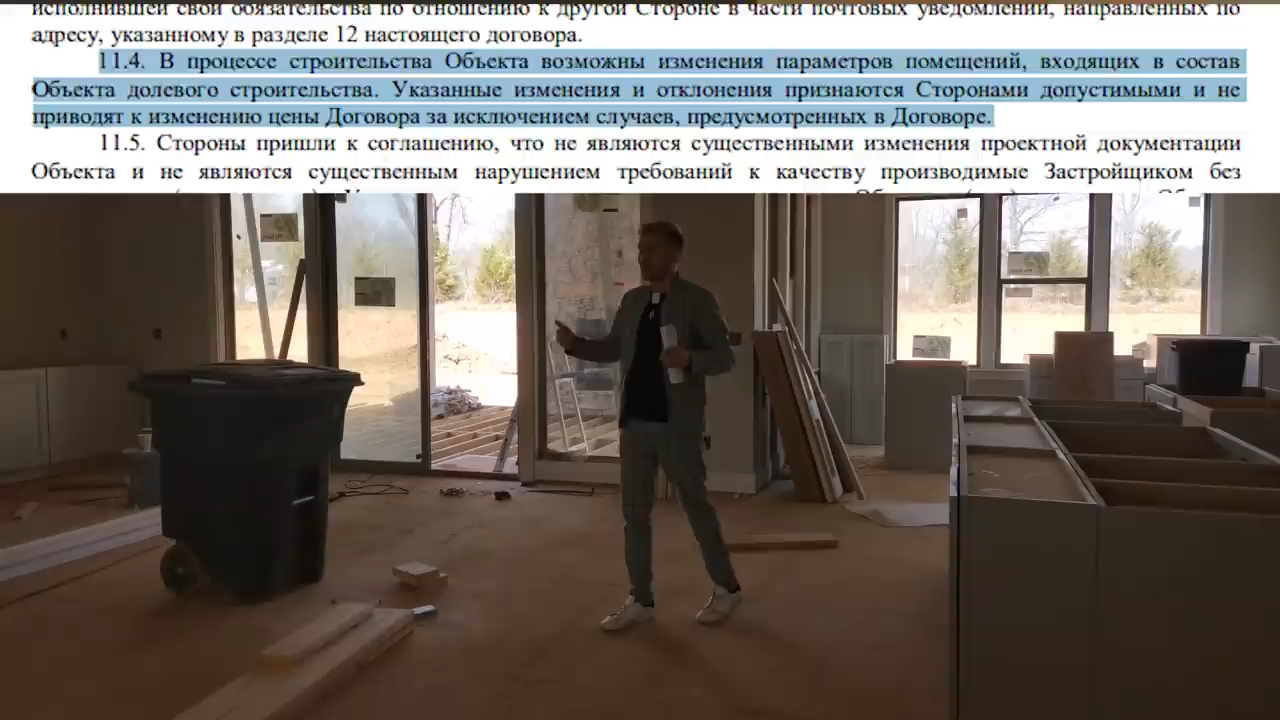 исполнившей свои обязательства по отношению к другой Стороне в части почтовых уведомлений, направленных по
адресу, указанному в разделе 12 настоящего договора.
11.4. В процессе строительства Объекта возможны изменения параметров помещений, входящих в состав
Объекта долевого строительства. Указанные изменения и отклонения признаются Сторонами допустимыми и не
приводят к изменению цены Договора за исключением случаев, предусмотренных в Договоре.
11.5. Стороны пришли к соглашению, что не являются существенными изменения проектной документации
Объекта и не являются существенным нарушением требований к качеству производимые Застройщиком без